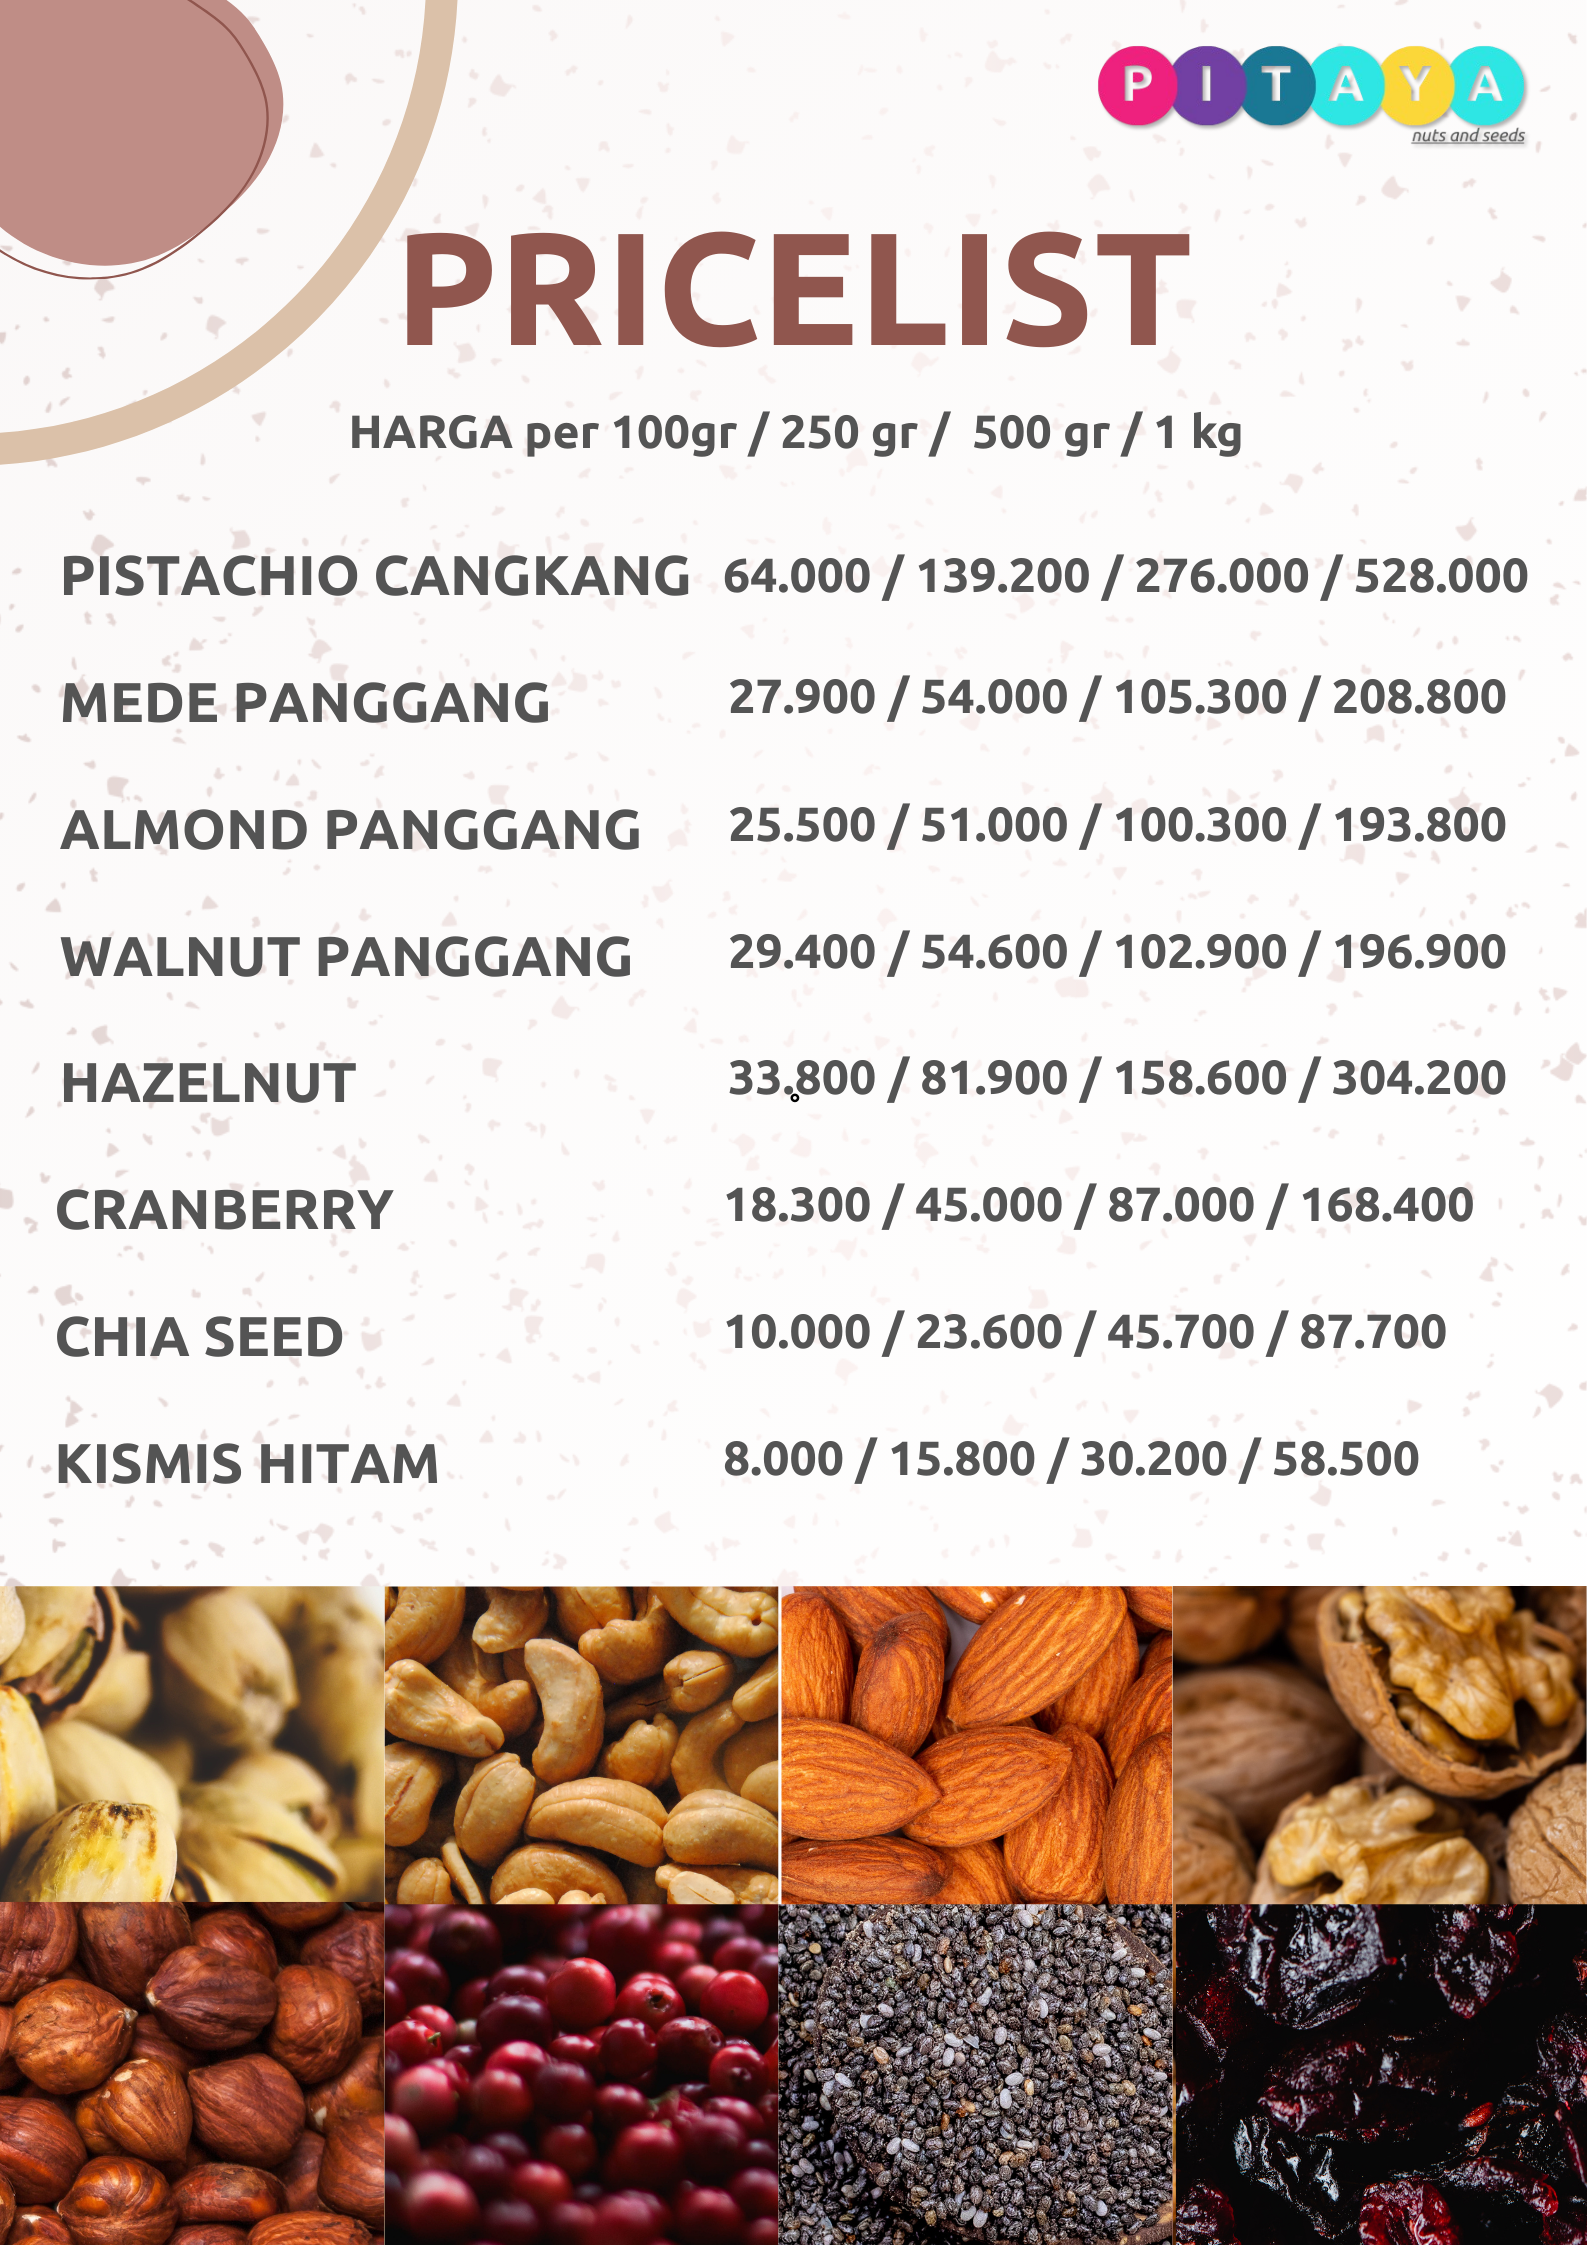 PITAYA
nuts and seeds
PRICELIST
HARGA per 100gr / 250 gr / 500 gr / 1 kg
PISTACHIO CANGKANG 64.000 / 139.200 / 276.000 / 528.000
MEDE PANGGANG 27.900 / 54.000 / 105.300 / 208.800
ALMOND PANGGANG 25.500 / 51.000 / 100.300 / 193.800
WALNUT PANGGANG 29.400 / 54.600 / 102.900 / 196.900
HAZELNUT 33.800 / 81.900 / 158.600 / 304.200
CRANBERRY 18.300 / 45.000 / 87.000 / 168.400
CHIA SEED 10.000 / 23.600 / 45.700 / 87.700
KISMIS HITAM 8.000 / 15.800 / 30.200 / 58.500